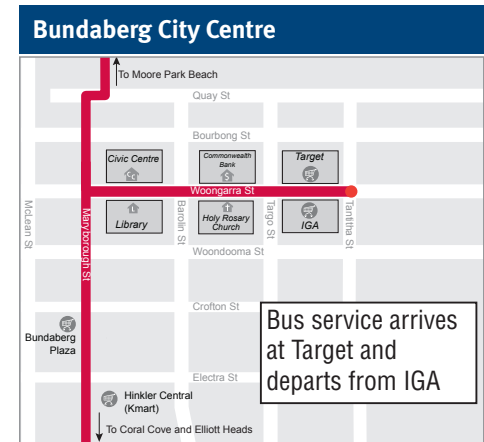 Bundaberg City Centre
To Moore Park Beach
Quay St
Bourbong St
Civic Centre
Commonwealth
Bank
Target
Woongarra St
McLean St
Maryborough St
Library
Barolin St
Holy Rosary
Church
Targo St
IGA
Tantitha St
Woondooma St
Crofton St
Bundaberg
Plaza
Bus service arrives
at Target and
departs from IGA
Electra St
Hinkler Central
(Kmart)
To Coral Cove and Elliott Heads